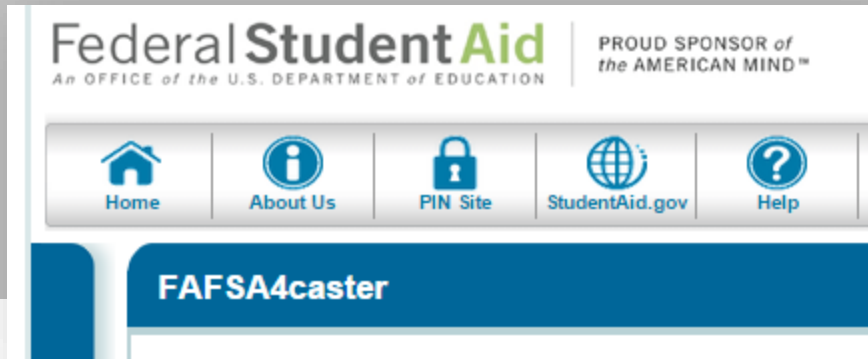 Federal Student Aid
An OFFICE of the U.S. DEPARTMENT of EDUCATION
PROUD SPONSOR of
the AMERICAN MIND™
Home
About Us
PIN Site
StudentAid.gov
Help
FAFSA4caster